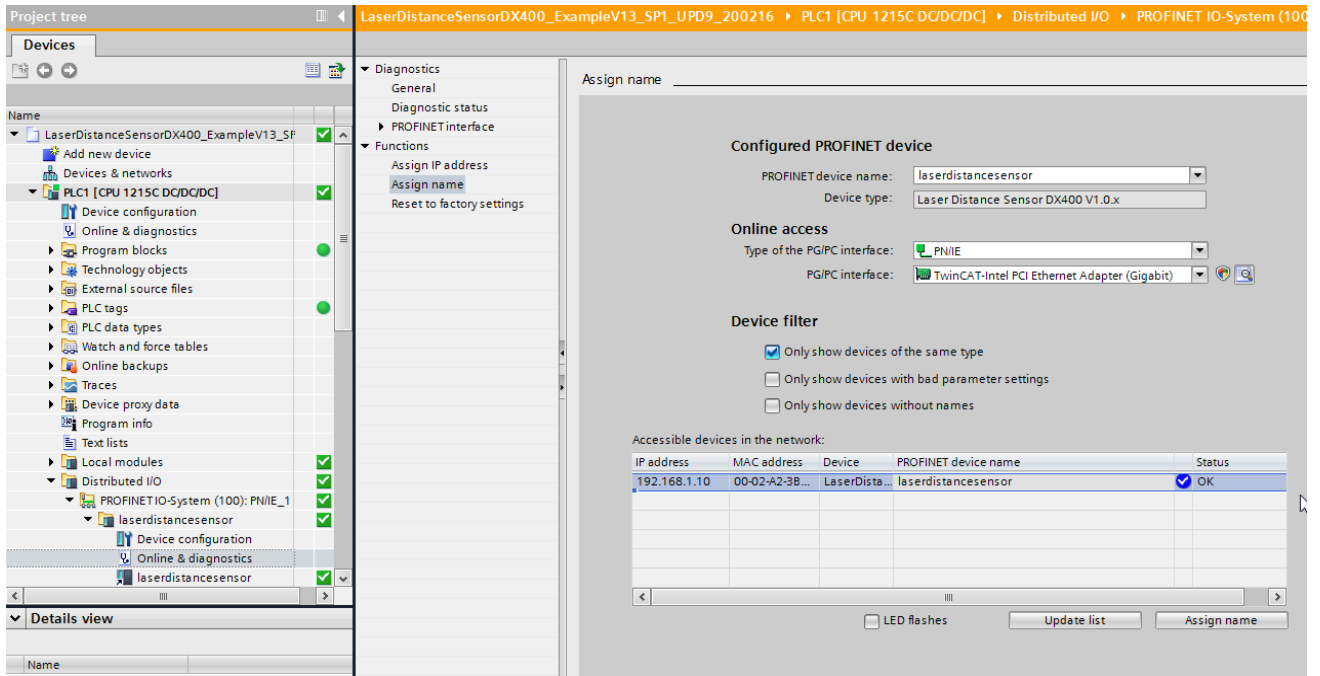 Project tree
Devices
Name
LaserDistanceSensorDX400_ExampleV13_SP
Add new device
Devices & networks
PLC1 [CPU 1215C DC/DC/DC]
Device configuration
Online & diagnostics
Program blocks
Technology objects
External source files
PLC tags
PLC data types
Watch and force tables
Online backups
Traces
Device proxy data
Program info
Text lists
Local modules
Distributed I/O
PROFINET IO-System (100): PN/IE_1
laserdistancesensor
Device configuration
Online & diagnostics
laserdistancesensor
Details view
Name
LaserDistanceSensorDX400_ExampleV13_SP1_UPD9_200216 PLC1 [CPU 1215C DC/DC/DC] Distributed I/O PROFINET IO-System (100
Diagnostics
General
Diagnostic status
PROFINET interface
Functions
Assign IP address
Assign name
Reset to factory settings
Assign name
Configured PROFINET device
PROFINET device name: laserdistancesensor
Device type: Laser Distance Sensor DX400 V1.0.x
Online access
Type of the PG/PC interface: PN/IE
PG/PC interface: TwinCAT-Intel PCI Ethernet Adapter (Gigabit)
Device filter
Only show devices of the same type
Only show devices with bad parameter settings
Only show devices without names
Accessible devices in the network:
IP address MAC address Device PROFINET device name Status
192.168.1.10 00-02-A2-3B... LaserDista... laserdistancesensor OK
LED flashes Update list Assign name